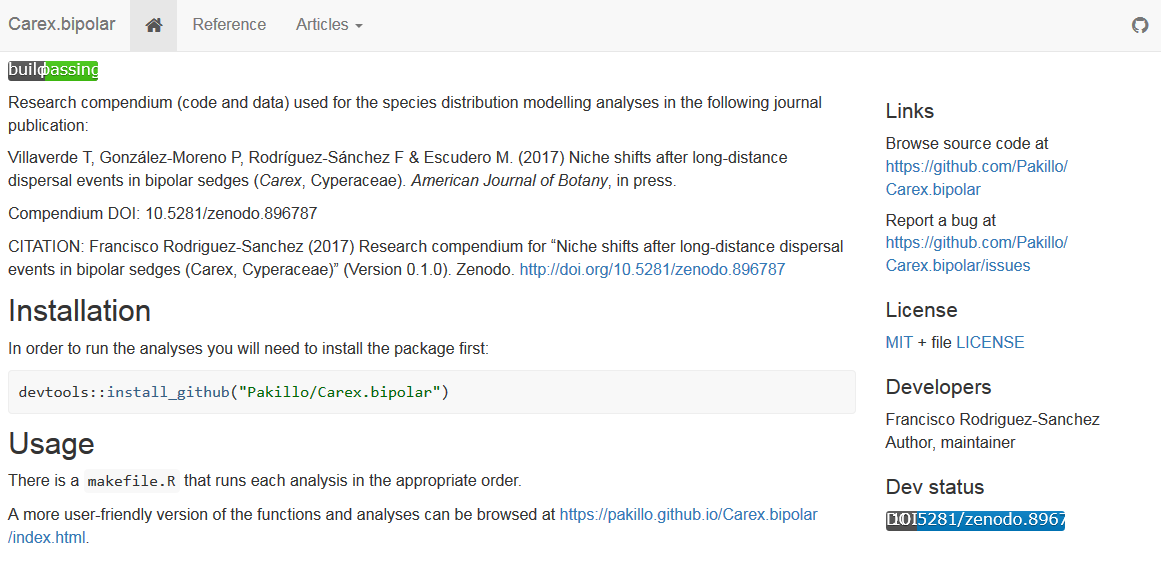 Carex.bipolar Reference Articles
build passing
Research compendium (code and data) used for the species distribution modelling analyses in the following journal
publication:
Villaverde T, González-Moreno P, Rodríguez-Sánchez F & Escudero M. (2017) Niche shifts after long-distance
dispersal events in bipolar sedges (Carex, Cyperaceae). American Journal of Botany, in press.
Compendium DOI: 10.5281/zenodo.896787
CITATION: Francisco Rodriguez-Sanchez (2017) Research compendium for “Niche shifts after long-distance dispersal
events in bipolar sedges (Carex, Cyperaceae)” (Version 0.1.0). Zenodo. http://doi.org/10.5281/zenodo.896787
Installation
In order to run the analyses you will need to install the package first:
devtools::install_github("Pakillo/Carex.bipolar")
Usage
There is a makefile.R that runs each analysis in the appropriate order.
A more user-friendly version of the functions and analyses can be browsed at https://pakillo.github.io/Carex.bipolar
/index.html.
Links
Browse source code at
https://github.com/Pakillo/
Carex.bipolar
Report a bug at
https://github.com/Pakillo/
Carex.bipolar/issues
License
MIT + file LICENSE
Developers
Francisco Rodriguez-Sanchez
Author, maintainer
Dev status
DOI 10.5281/zenodo.8967